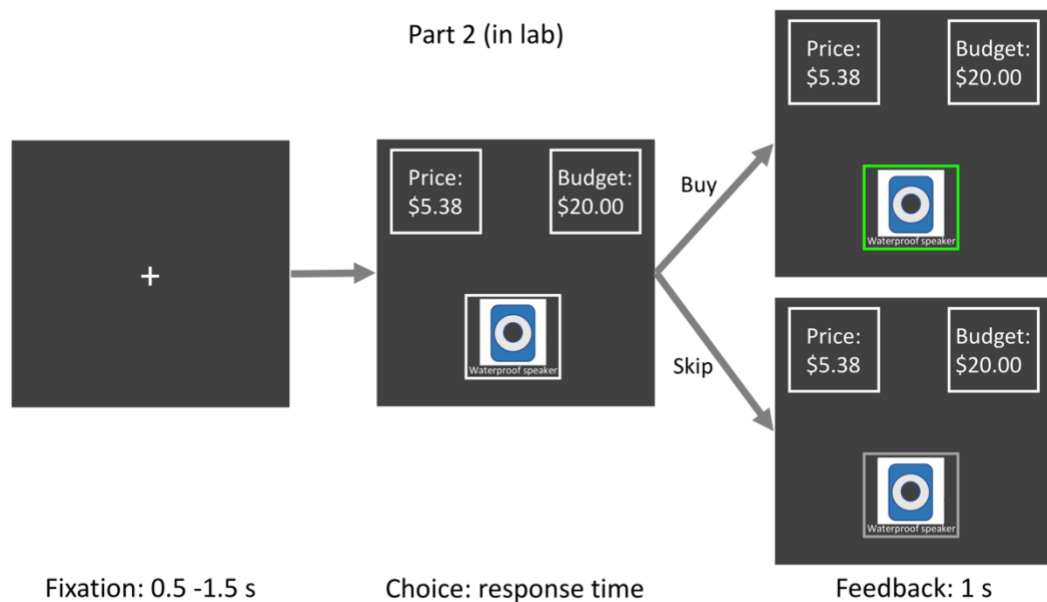 Part 2 (in lab)
Price:
$5.38
Budget:
$20.00
Waterproof speaker
+
Price:
$5.38
Budget:
$20.00
Waterproof speaker
Buy
Skip
Price:
$5.38
Budget:
$20.00
Waterproof speaker
Fixation: 0.5 -1.5 s
Choice: response time
Feedback: 1 s